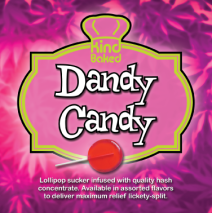 Kind
Baked
Dandy
Candy
Lollipop sucker infused with quality hash
concentrate. Available in assorted flavors
to deliver maximum relief lickety-split.